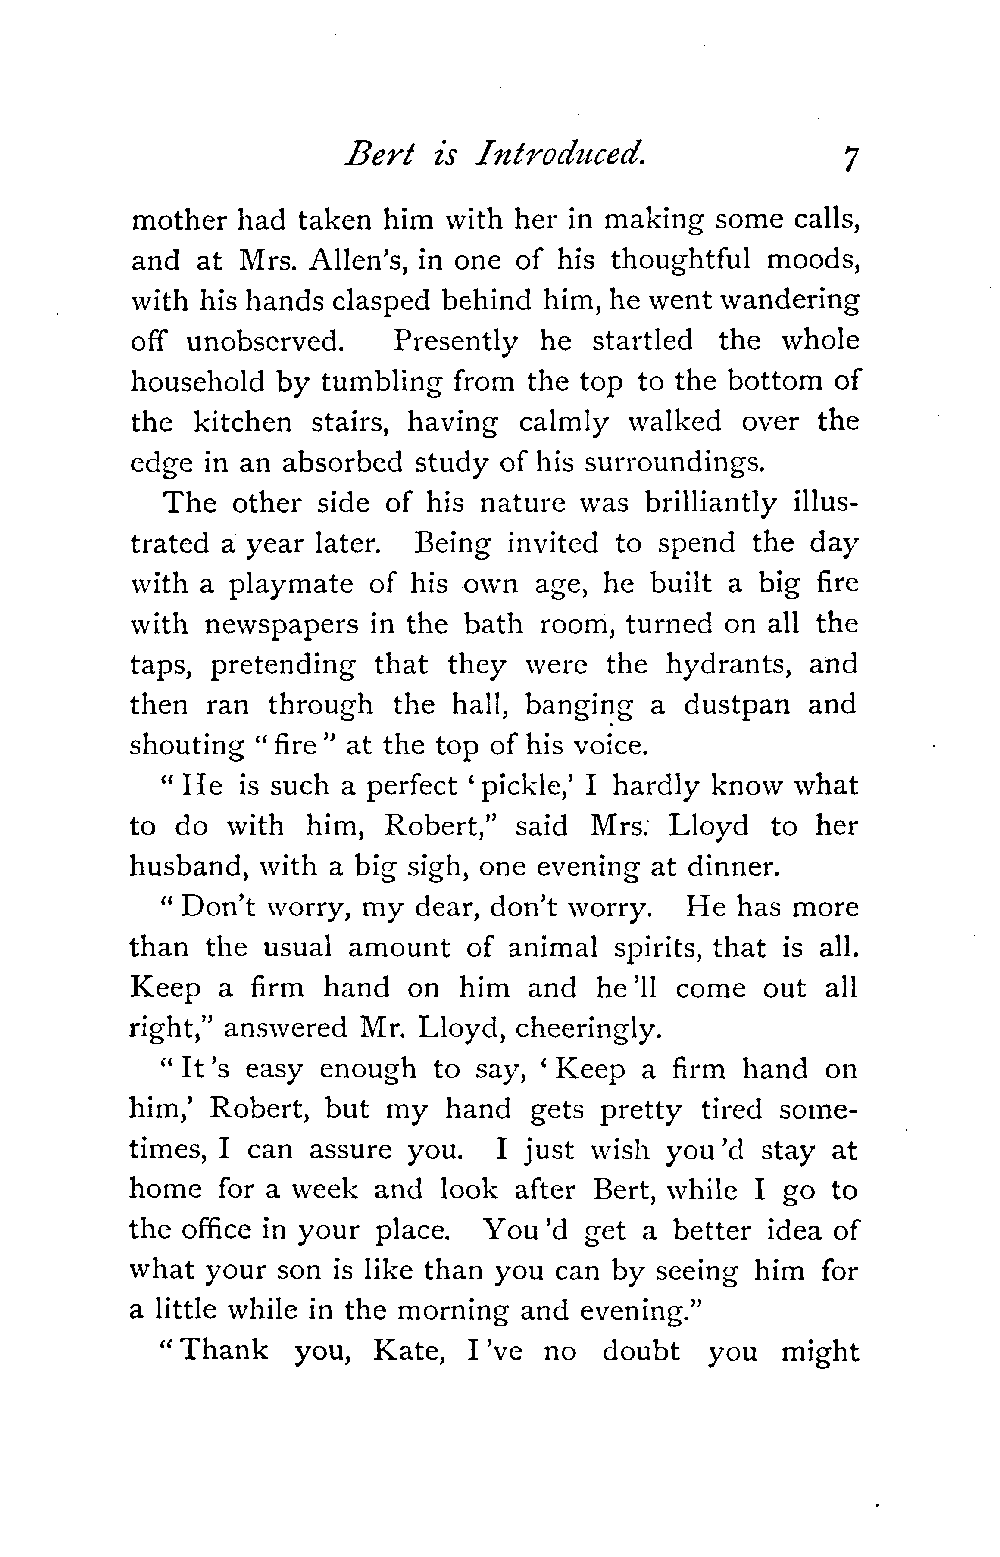 Bert is Introduced. 7
mother had taken him with her in making some calls,
and at Mrs. Allen's, in one of his thoughtful moods,
with his hands clasped behind him, he went wandering
off unobserved. Presently he startled the whole
household by tumbling from the top to the bottom of
the kitchen stairs, having calmly walked over the
edge in an absorbed study of his surroundings.
The other side of his nature was brilliantly illus-
trated a year later. Being invited to spend the day
with a playmate of his own age, he built a big fire
with newspapers in the bath room, turned on all the
taps, pretending that they were the hydrants, and
then ran through the hall, banging a dustpan and
shouting “fire” at the top of his voice.
“He is such a perfect ‘pickle,’ I hardly know what
to do with him, Robert,” said Mrs. Lloyd to her
husband, with a big sigh, one evening at dinner.
“Don't worry, my dear, don't worry. He has more
than the usual amount of animal spirits, that is all.
Keep a firm hand on him and he'll come out all
right,” answered Mr. Lloyd, cheeringly.
“It's easy enough to say, ‘Keep a firm hand on
him,’ Robert, but my hand gets pretty tired some-
times, I can assure you. I just wish you'd stay at
home for a week and look after Bert, while I go to
the office in your place. You'd get a better idea of
what your son is like than you can by seeing him for
a little while in the morning and evening.”
“Thank you, Kate, I've no doubt you might